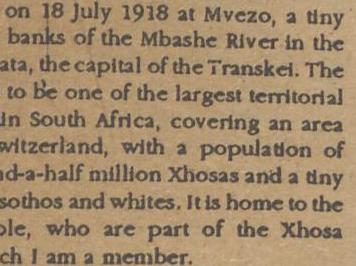 on 18 July 1918 at Mvezo, a tiny
banks of the Mbashe River in the
ata, the capital of the Transkei. The
to be one of the largest territorial
in South Africa, covering an area
witzerland, with a population of
nd-a-half million Xhosas and a tiny
sothos and whites. It is home to the
ple, who are part of the Xhosa
ch I am a member.